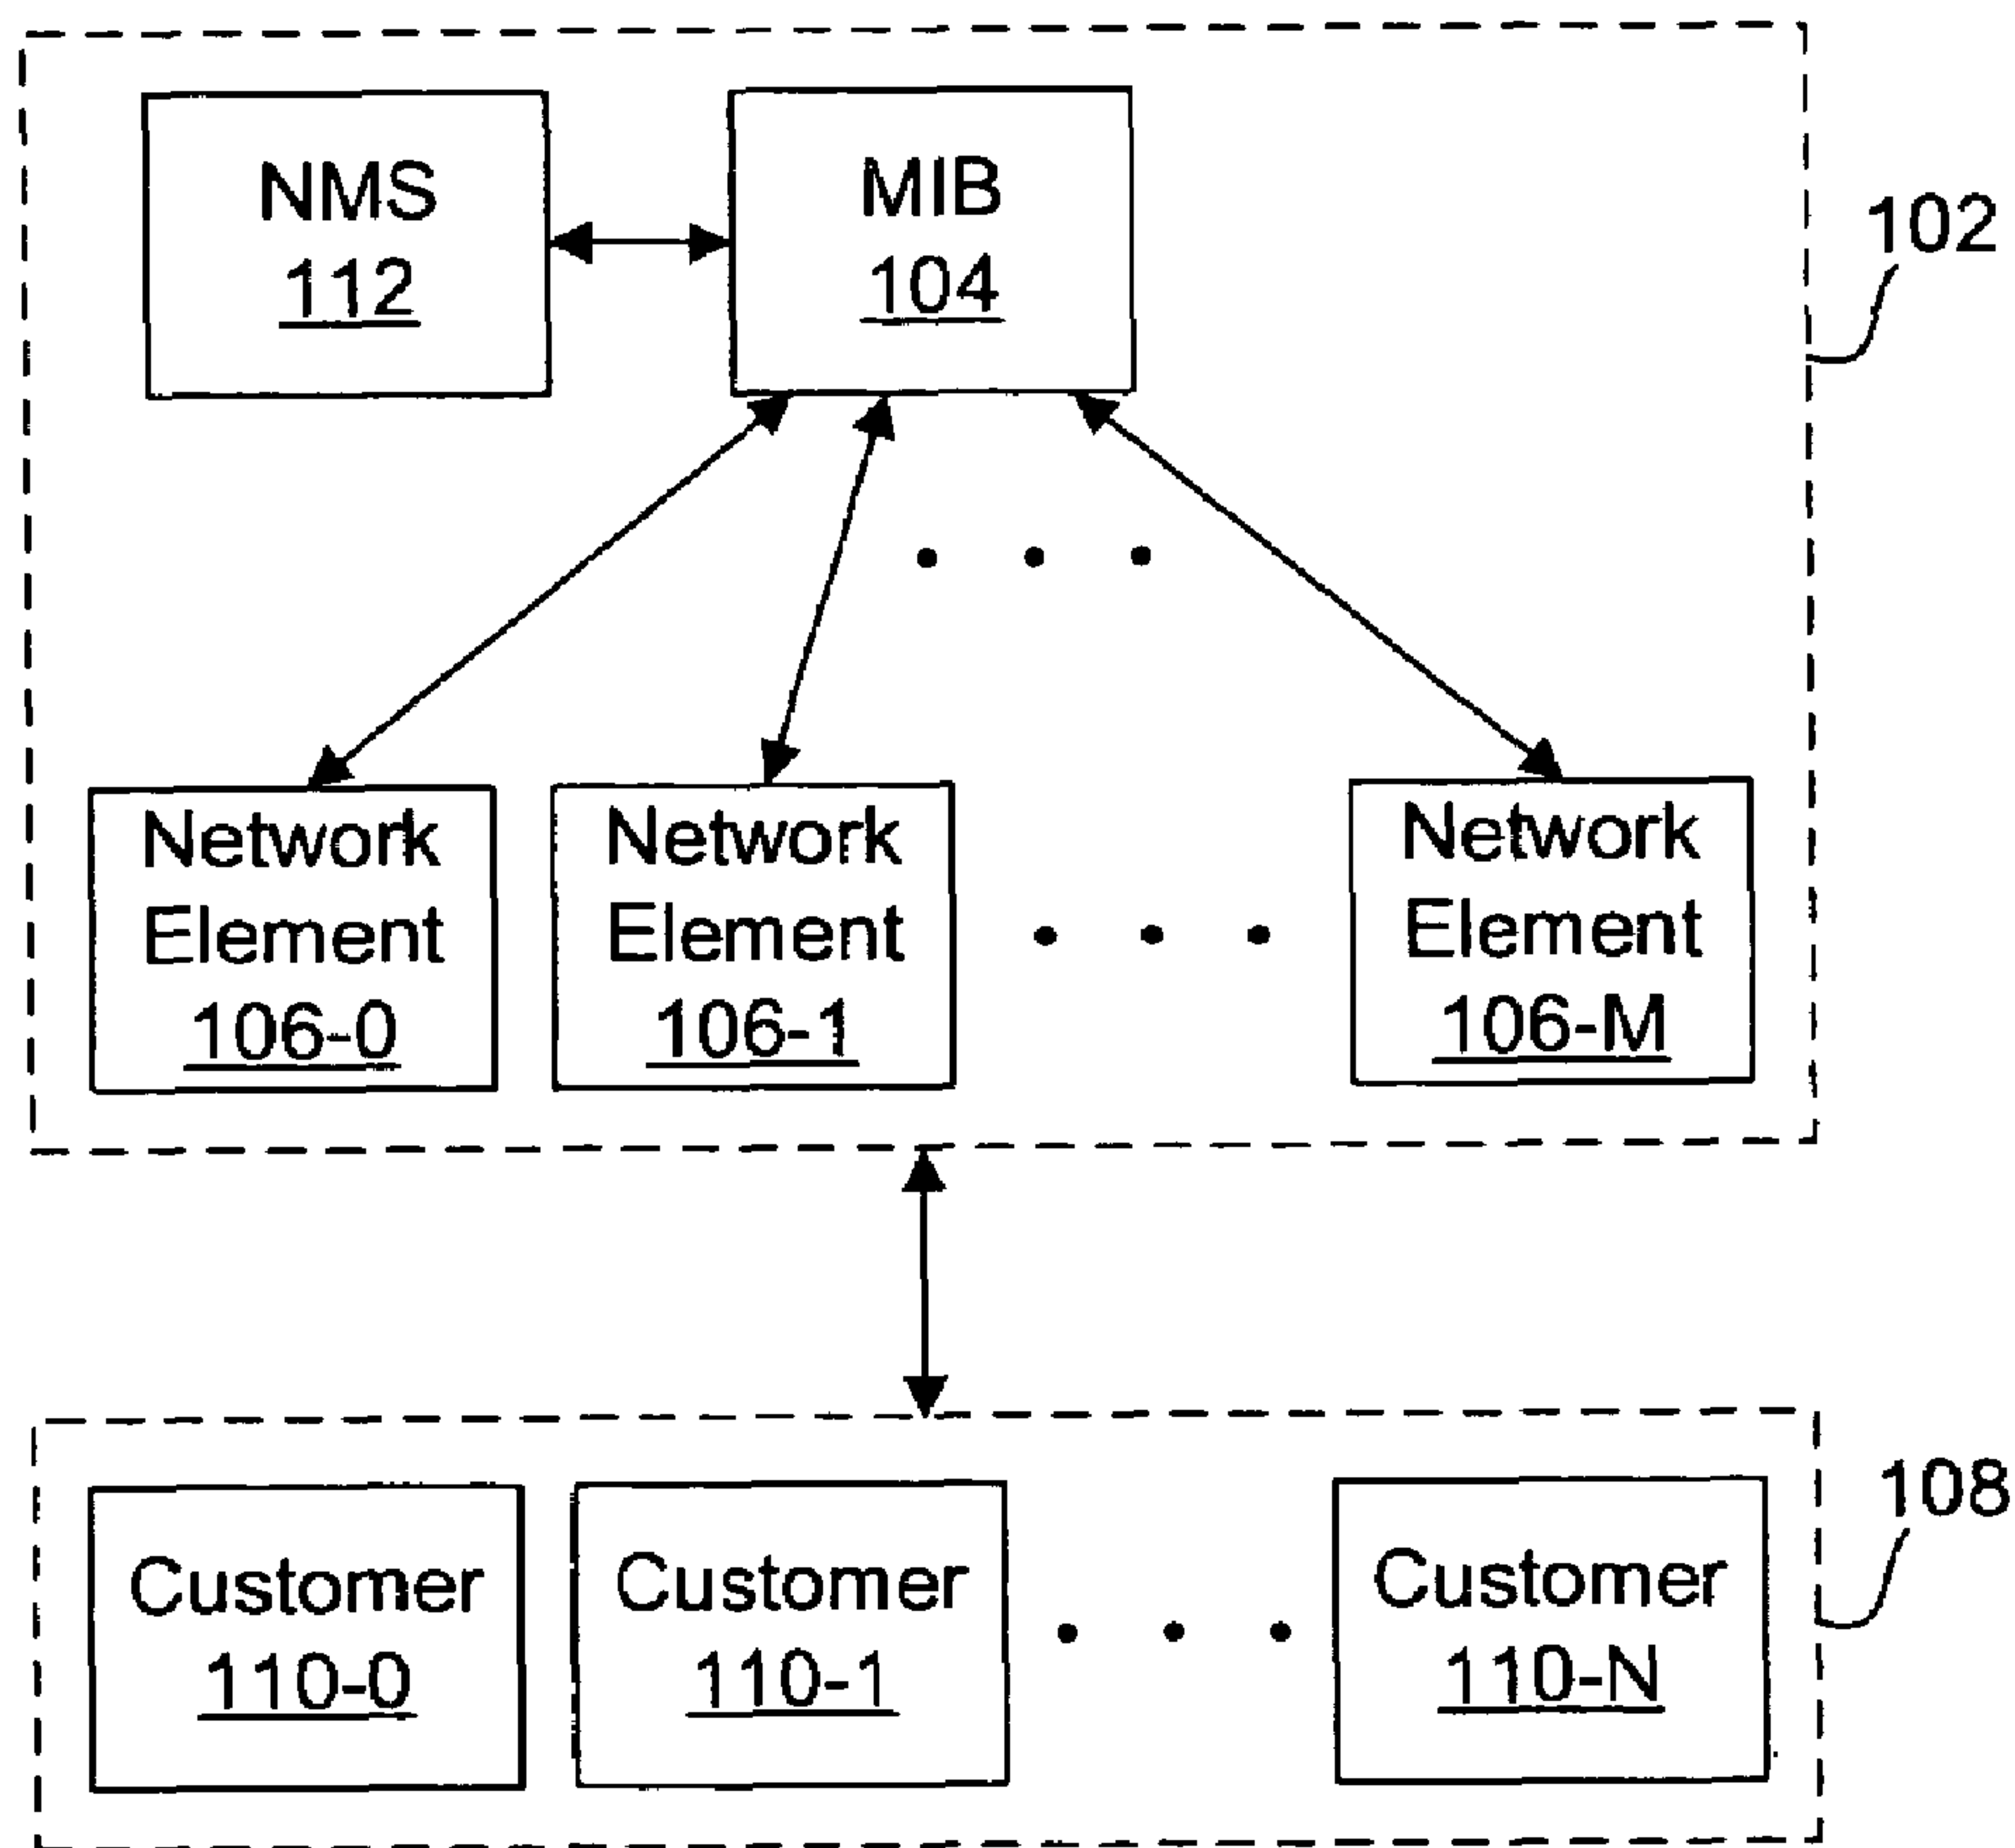 NMS
112
MIB
104
102
Network
Element
106-0
Network
Element
106-1
Network
Element
106-M
Customer
110-0
Customer
110-1
Customer
110-N
108